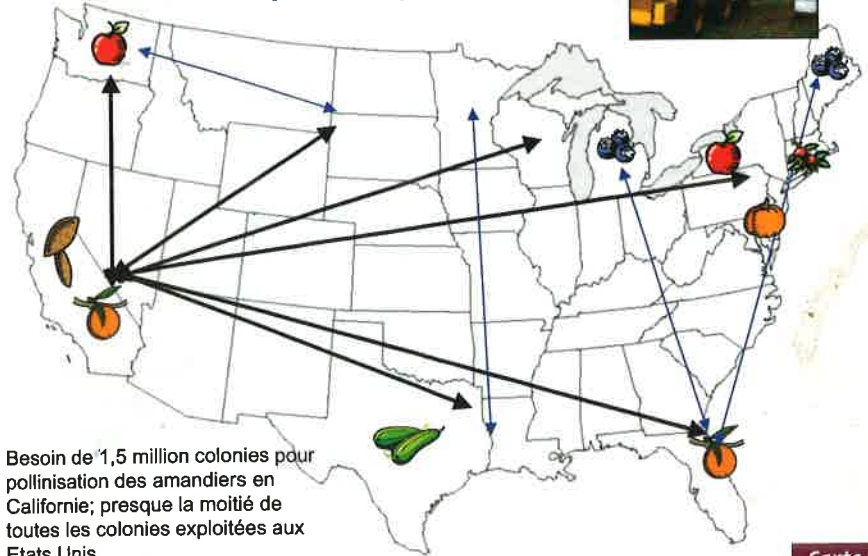 Besoin de 1,5 million colonies pour
pollinisation des amandiers en
Californie; presque la moitié de
toutes les colonies exploitées aux